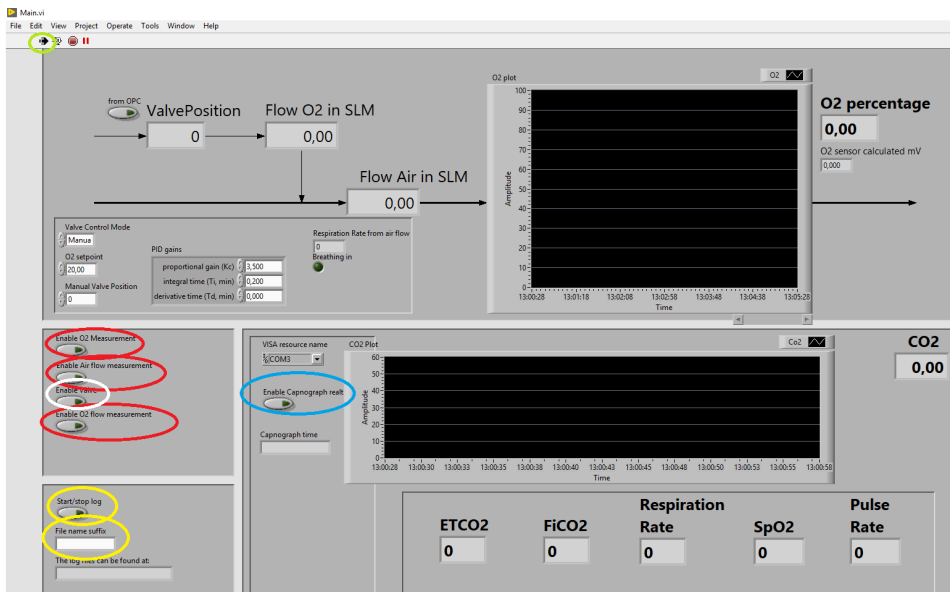 Main.vi
File Edit View Project Operate Tools Window Help
from OPC
ValvePosition
0
Flow O2 in SLM
0,00
Flow Air in SLM
0,00
Valve Control Mode
Manua
O2 setpoint
20,00
Manual Valve Position
0
PID gains
proportional gain (Kc) 3,500
integral time (Ti, min) 0,200
derivative time (Td, min) 0,000
Respiration Rate from air flow
0
Breathing in
O2 plot
O2
Amplitude
100
90
80
70
60
50
40
30
20
10
0
13:00:28 13:01:18 13:02:08 13:02:58 13:03:48 13:04:38 13:05:28
Time
O2 percentage
0,00
O2 sensor calculated mV
0,000
Enable O2 Measurement
Enable Air flow measurement
Enable Valve
Enable O2 flow measurement
Start/stop log
File name suffix
The log files can be found at:
VISA resource name
COM3
Enable Capnograph realt
Capnograph time
CO2 Plot
Co2
Amplitude
60
50
40
30
20
10
0
13:00:28 13:00:30 13:00:33 13:00:35 13:00:38 13:00:40 13:00:43 13:00:45 13:00:48 13:00:50 13:00:53 13:00:55 13:00:58
Time
CO2
0,00
ETCO2
0
FiCO2
0
Respiration
Rate
0
SpO2
0
Pulse
Rate
0